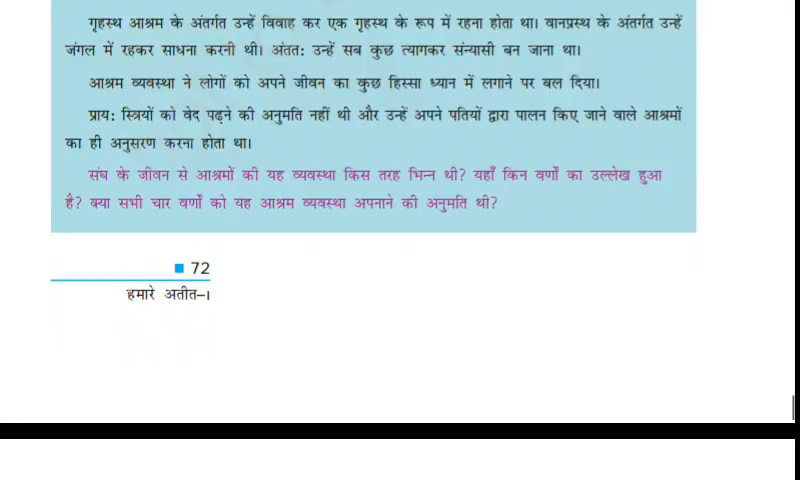 गृहस्थ आश्रम के अंतर्गत उन्हें विवाह कर एक गृहस्थ के रूप में रहना होता था। वानप्रस्थ के अंतर्गत उन्हें
जंगल में रहकर साधना करनी थी। अंतत: उन्हें सब कुछ त्यागकर संन्यासी बन जाना था।
आश्रम व्यवस्था ने लोगों को अपने जीवन का कुछ हिस्सा ध्यान में लगाने पर बल दिया।
प्राय: स्त्रियों को वेद पढ़ने की अनुमति नहीं थी और उन्हें अपने पतियों द्वारा पालन किए जाने वाले आश्रमों
का ही अनुसरण करना होता था।
संघ के जीवन से आश्रमों की यह व्यवस्था किस तरह भिन्न थी? यहाँ किन वर्णों का उल्लेख हुआ
है? क्या सभी चार वर्णों को यह आश्रम व्यवस्था अपनाने की अनुमति थी?
■ 72
हमारे अतीत–I